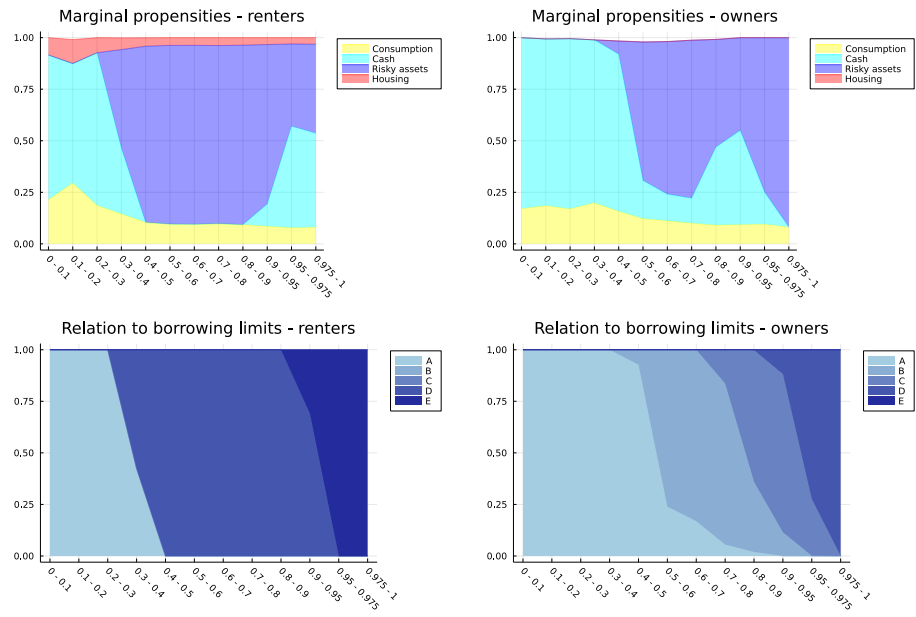 Marginal propensities - renters
1.00
0.75
0.50
0.25
0.00
0 - 0.1
0.1 - 0.2
0.2 - 0.3
0.3 - 0.4
0.4 - 0.5
0.5 - 0.6
0.6 - 0.7
0.7 - 0.8
0.8 - 0.9
0.9 - 0.95
0.95 - 0.975
0.975 - 1
Consumption
Cash
Risky assets
Housing
Marginal propensities - owners
1.00
0.75
0.50
0.25
0.00
0 - 0.1
0.1 - 0.2
0.2 - 0.3
0.3 - 0.4
0.4 - 0.5
0.5 - 0.6
0.6 - 0.7
0.7 - 0.8
0.8 - 0.9
0.9 - 0.95
0.95 - 0.975
0.975 - 1
Consumption
Cash
Risky assets
Housing
Relation to borrowing limits - renters
1.00
0.75
0.50
0.25
0.00
0 - 0.1
0.1 - 0.2
0.2 - 0.3
0.3 - 0.4
0.4 - 0.5
0.5 - 0.6
0.6 - 0.7
0.7 - 0.8
0.8 - 0.9
0.9 - 0.95
0.95 - 0.975
0.975 - 1
A
B
C
D
E
Relation to borrowing limits - owners
1.00
0.75
0.50
0.25
0.00
0 - 0.1
0.1 - 0.2
0.2 - 0.3
0.3 - 0.4
0.4 - 0.5
0.5 - 0.6
0.6 - 0.7
0.7 - 0.8
0.8 - 0.9
0.9 - 0.95
0.95 - 0.975
0.975 - 1
A
B
C
D
E